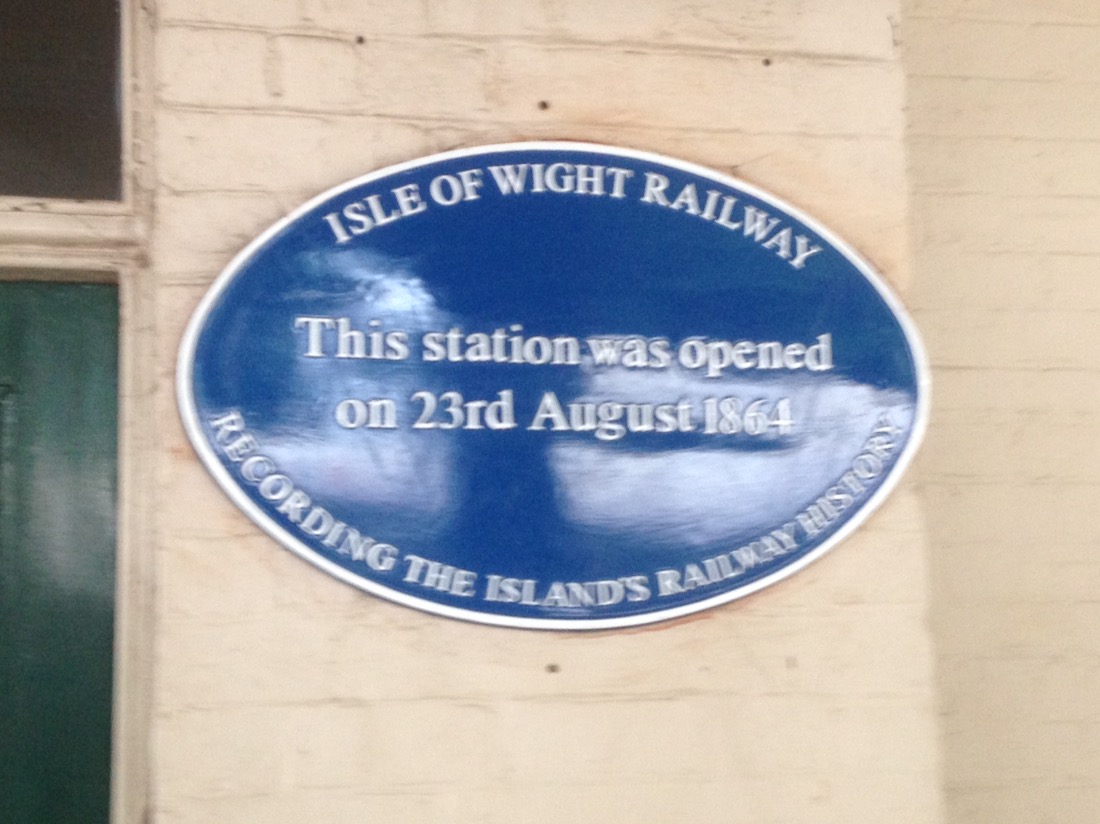 ISLE OF WIGHT RAILWAY
This station was opened
on 23rd August 1864
RECORDING THE ISLAND'S RAILWAY HISTORY